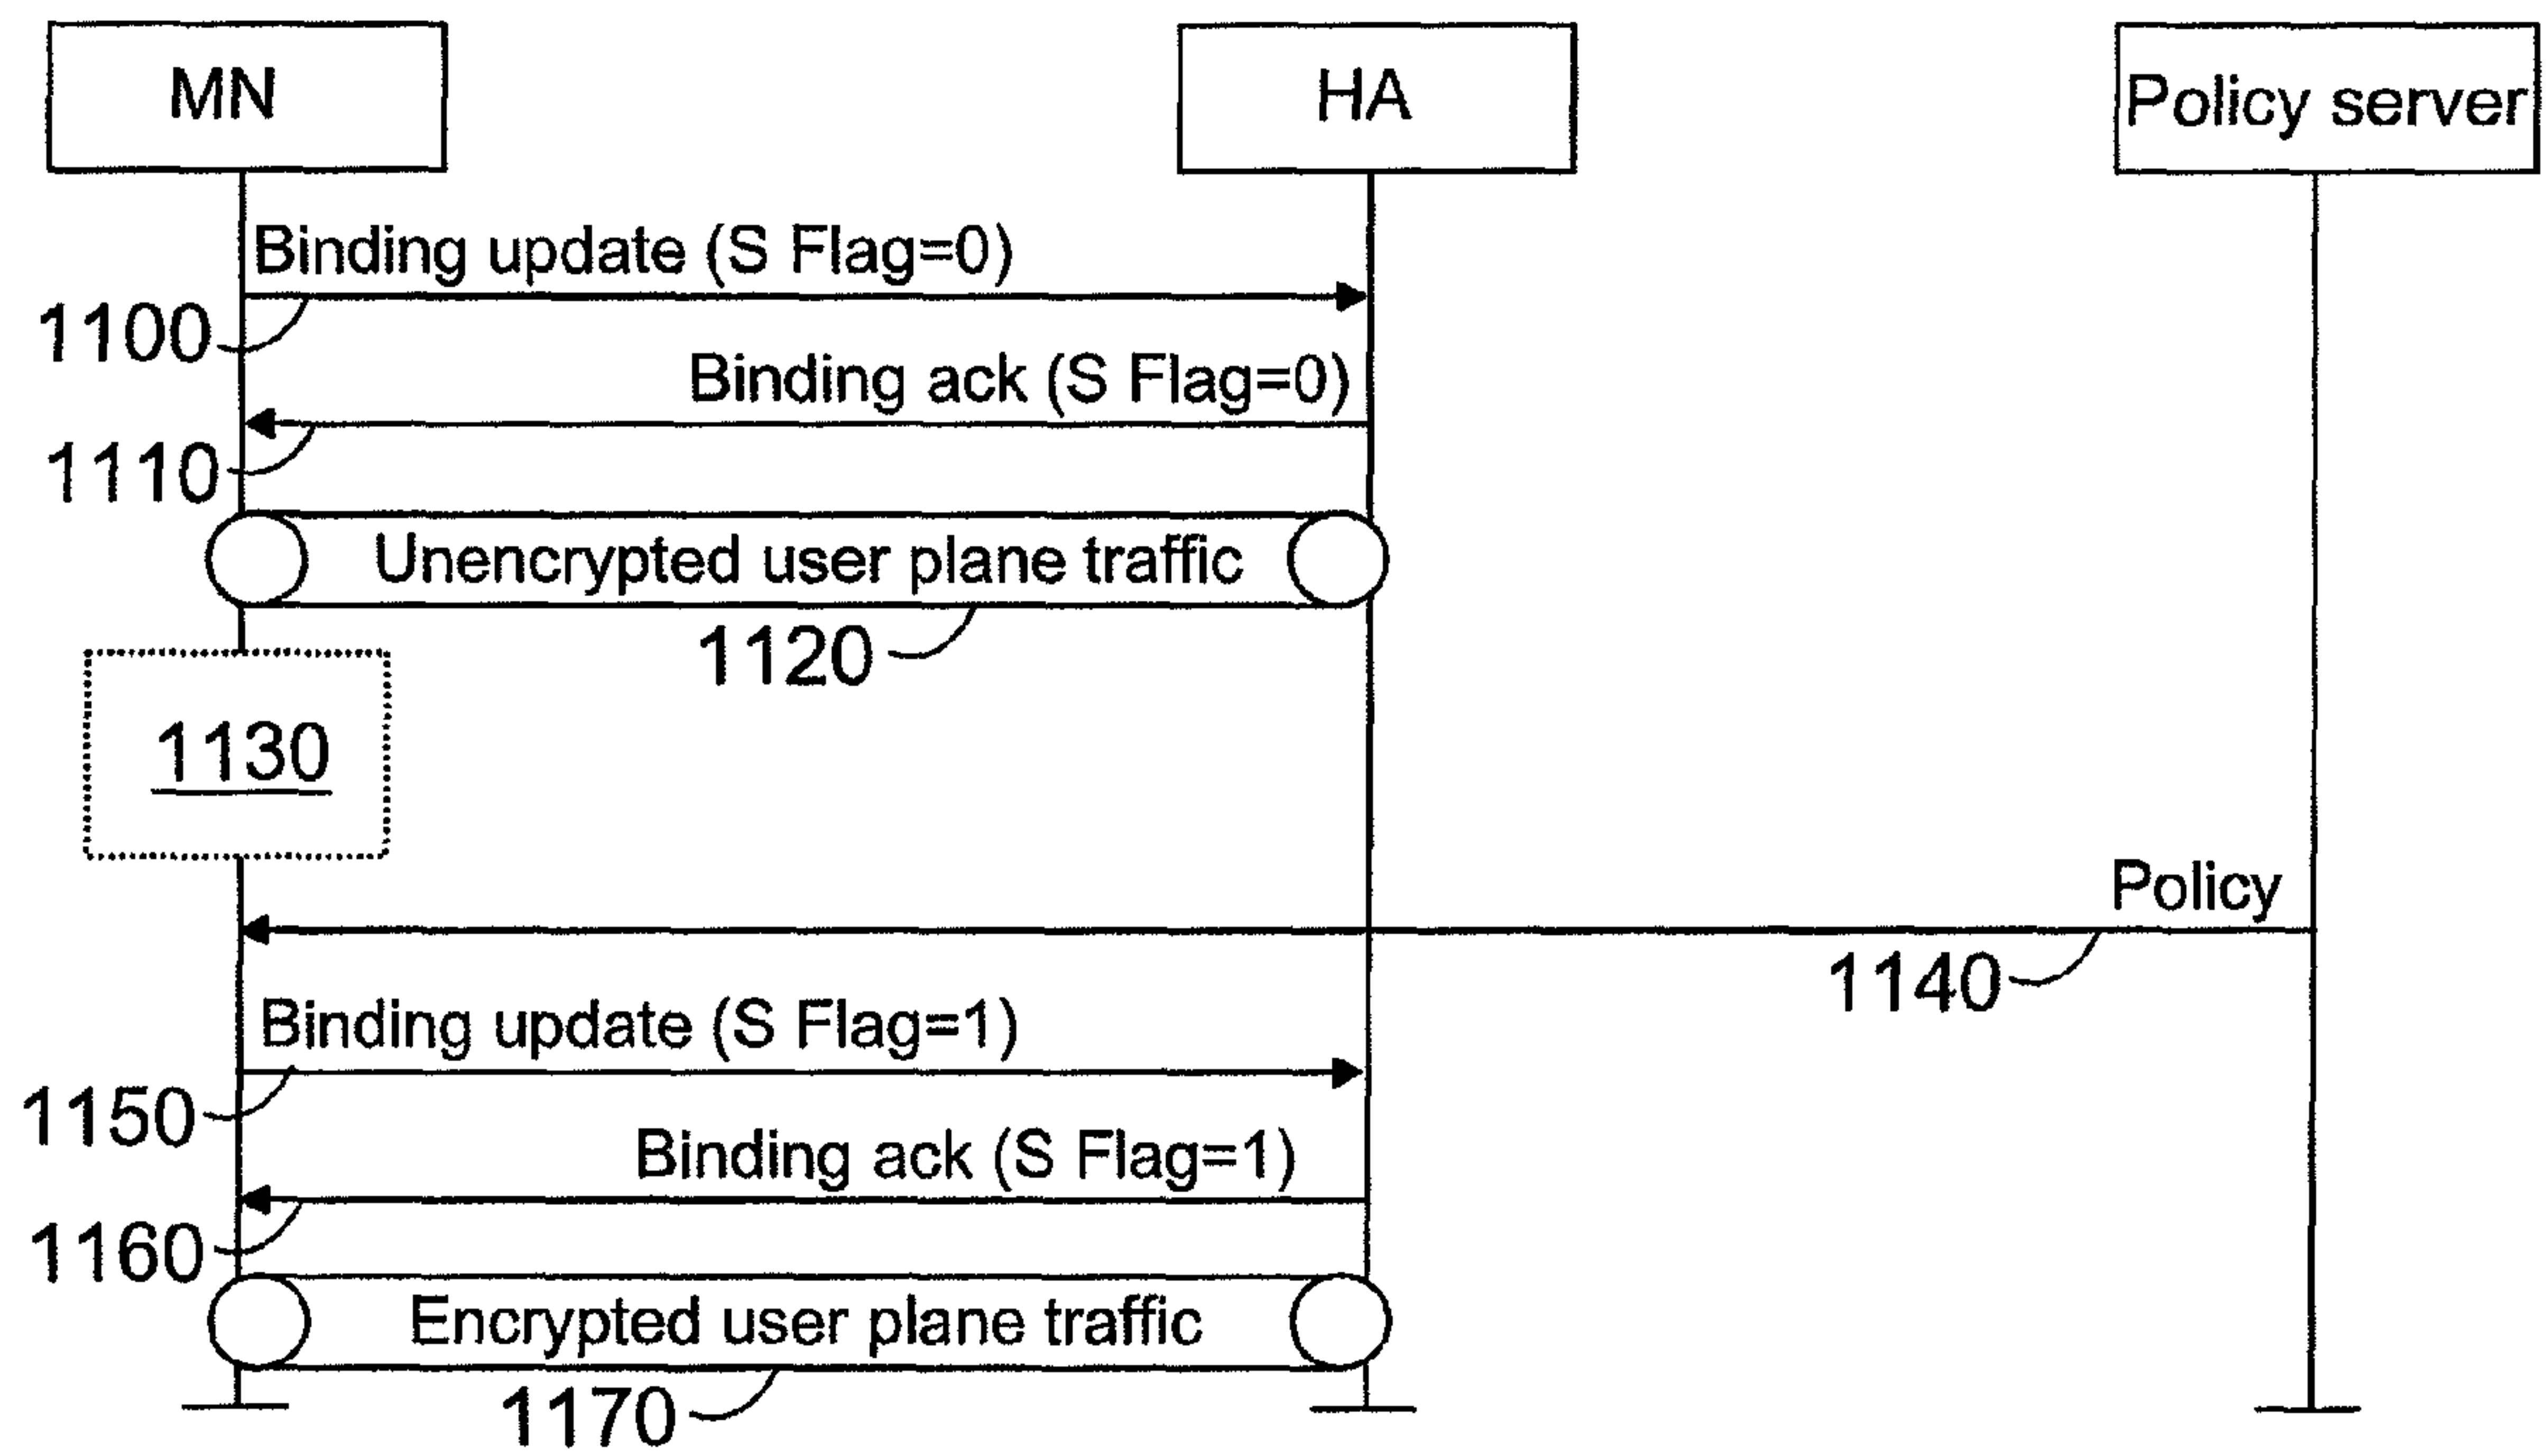 MN
HA
Policy server
Binding update (S Flag=0)
1100
Binding ack (S Flag=0)
1110
Unencrypted user plane traffic
1120
1130
Policy
1140
Binding update (S Flag=1)
1150
Binding ack (S Flag=1)
1160
Encrypted user plane traffic
1170